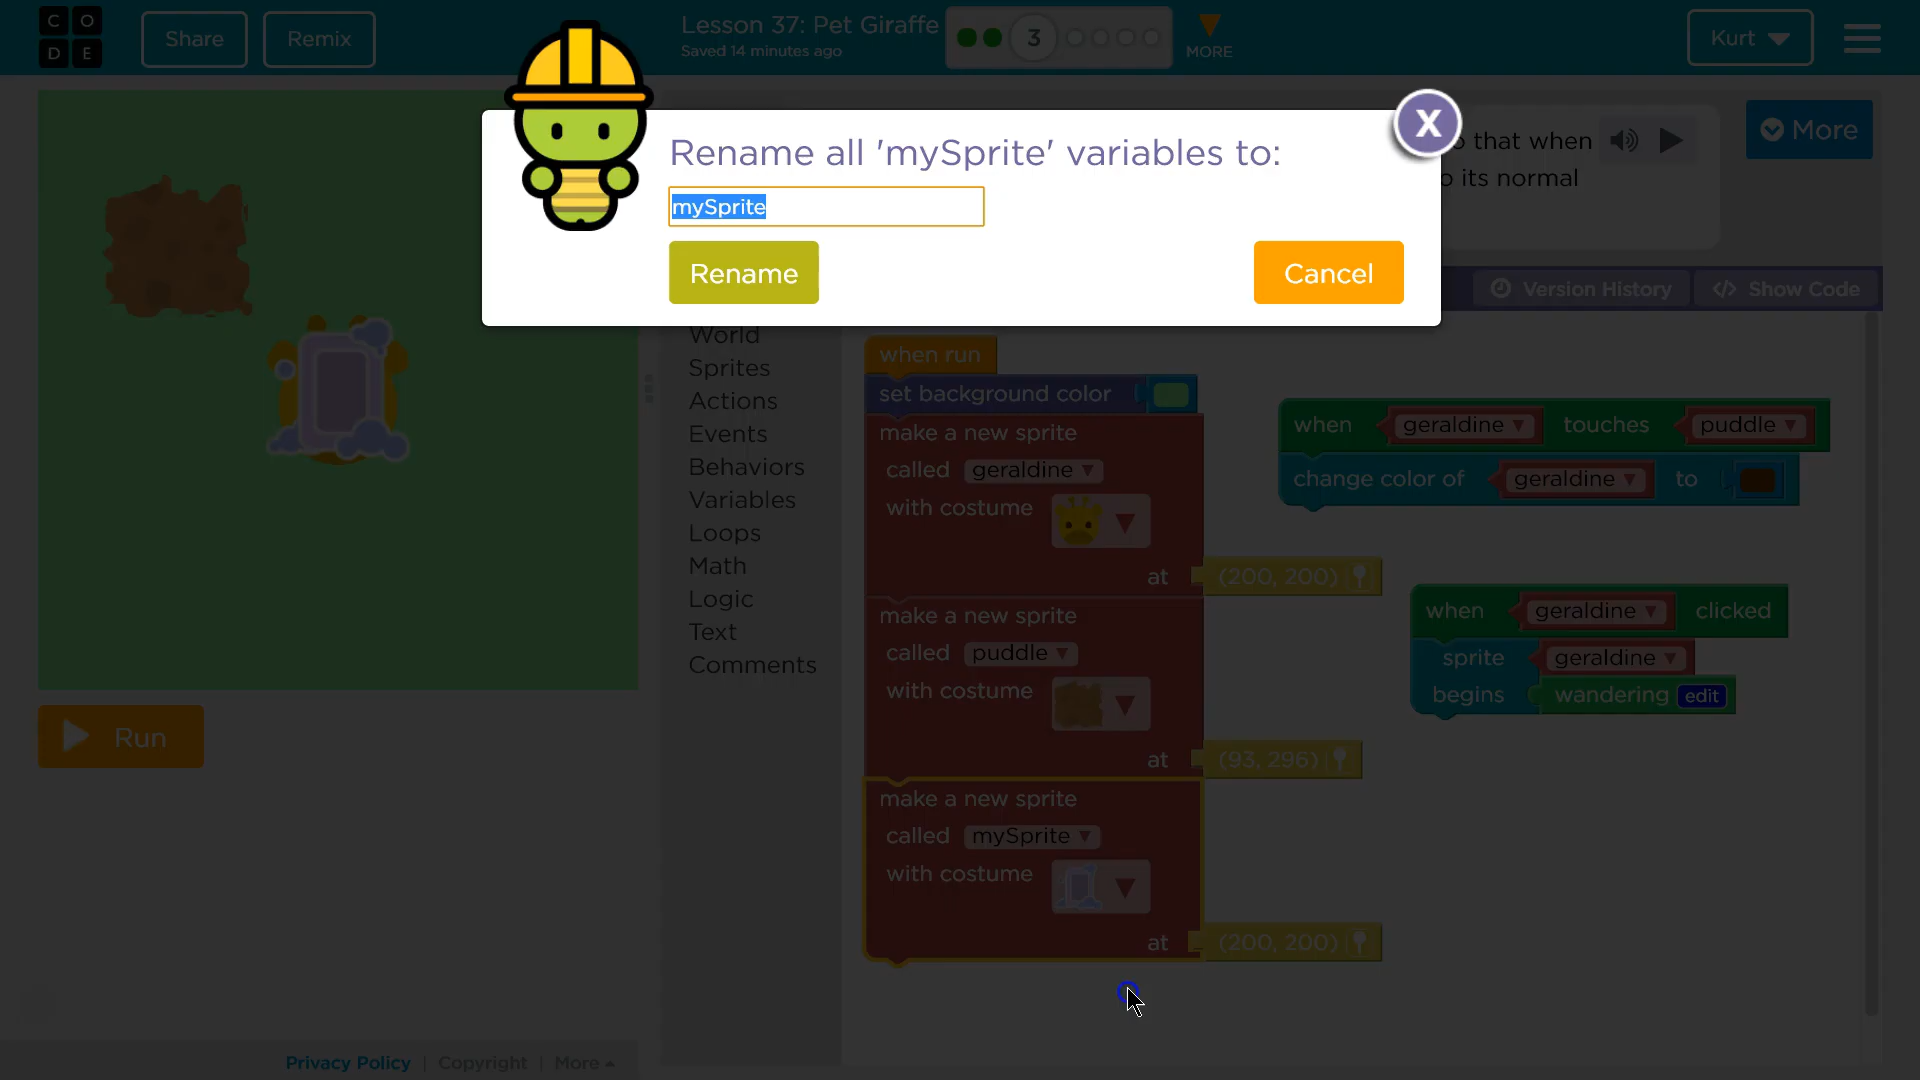 C O
D E
Share
Remix
Lesson 37: Pet Giraffe
Saved 14 minutes ago
3
MORE
Kurt
Rename all 'mySprite' variables to:
X
mySprite
Rename
Cancel
o that when
o its normal
More
Version History
Show Code
World
Sprites
Actions
Events
Behaviors
Variables
Loops
Math
Logic
Text
Comments
when run
set background color
make a new sprite
called geraldine
with costume
at (200, 200)
make a new sprite
called puddle
with costume
at (93, 296)
make a new sprite
called mySprite
with costume
at (200, 200)
when geraldine touches puddle
change color of geraldine to
when geraldine clicked
sprite geraldine
begins wandering edit
Run
Privacy Policy | Copyright | More